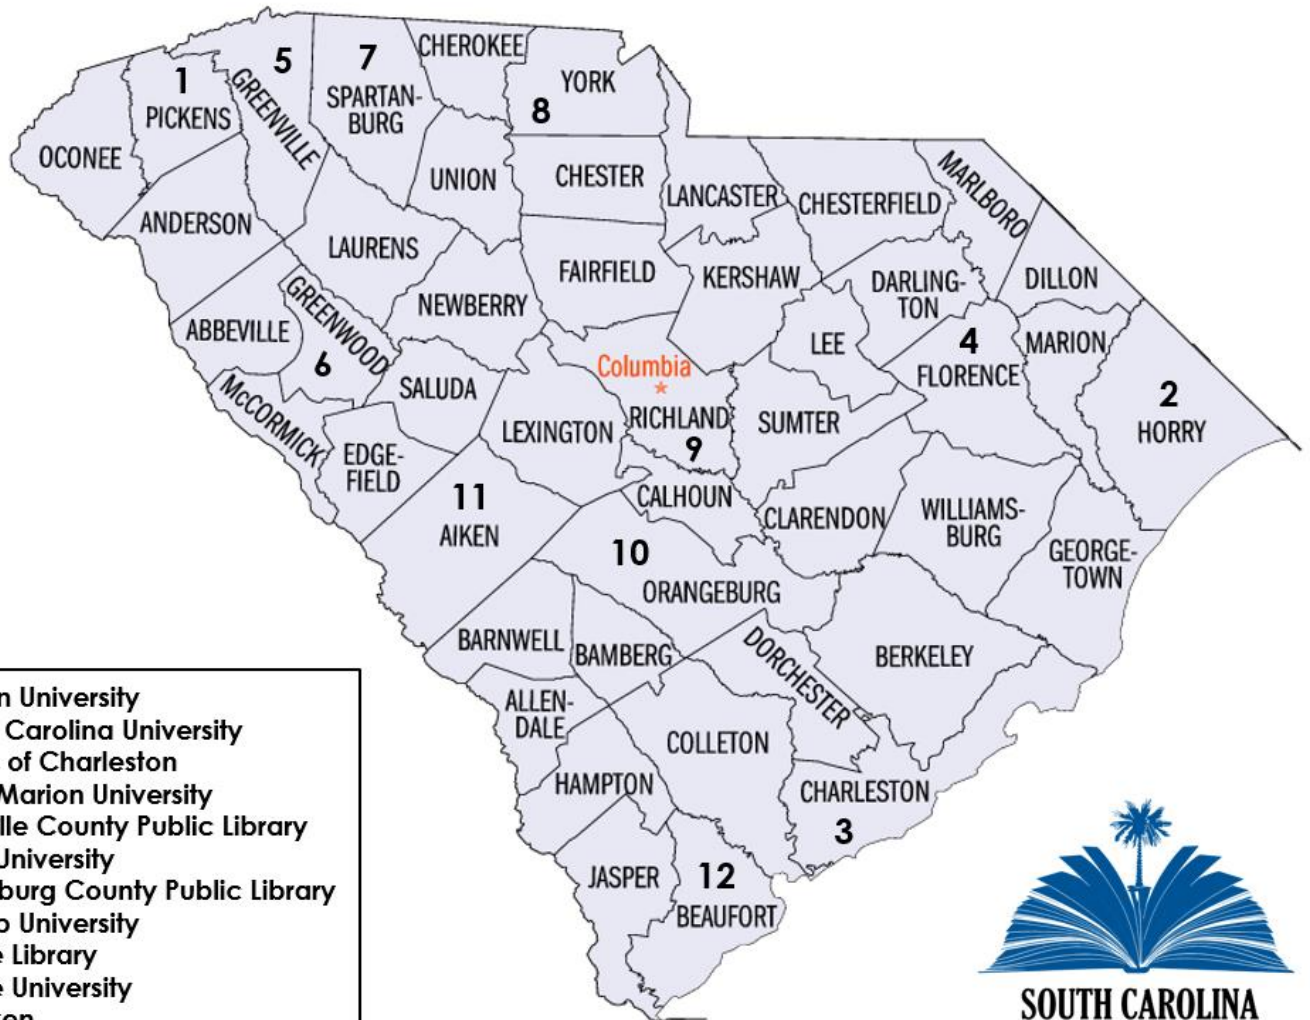 5
7
CHEROKEE
1
YORK
SPARTAN-
BURG
8
PICKENS
GREENVILLE
OCONEE
UNION
CHESTER
LANCASTER
CHESTERFIELD
MARLBORO
ANDERSON
LAURENS
FAIRFIELD
KERSHAW
DARLING-
TON
DILLON
GREENWOOD
NEWBERRY
ABBEVILLE
LEE
4
MARION
6
Columbia
FLORENCE
McCORMICK
SALUDA
2
RICHLAND
SUMTER
HORRY
LEXINGTON
9
EDGE-
FIELD
11
CALHOUN
AIKEN
CLARENDON
WILLIAMS-
BURG
10
GEORGE-
TOWN
ORANGEBURG
BARNWELL
BAMBERG
DORCHESTER
BERKELEY
ALLEN-
DALE
COLLETON
HAMPTON
CHARLESTON
3
JASPER
12
BEAUFORT
n University
Carolina University
of Charleston
Marion University
lle County Public Library
University
burg County Public Library
o University
e Library
e University
SOUTH CAROLINA